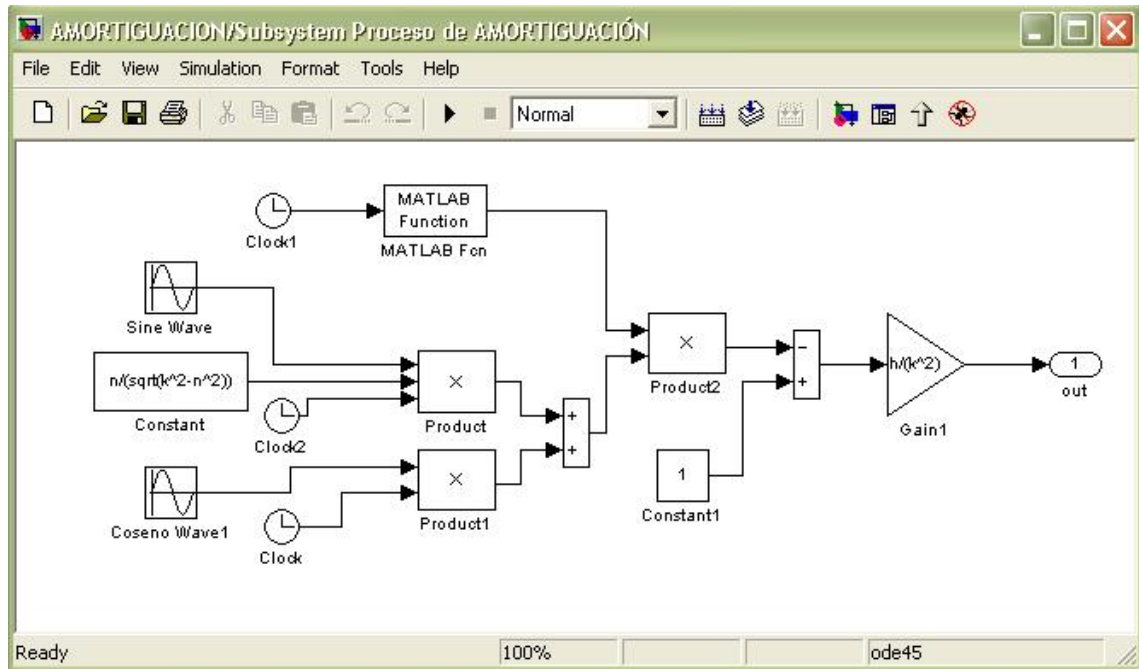 AMORTIGUACION/Subsystem Proceso de AMORTIGUACIÓN
File Edit View Simulation Format Tools Help
Normal
MATLAB
Function
Clock1
MATLAB Fcn
Sine Wave
×
Product2
−
+
h/(k^2)
1
out
n/(sqrt(k^2-n^2))
×
Constant
Clock2
Product
+
+
Gain1
×
1
Coseno Wave1
Product1
Constant1
Clock
Ready 100% ode45